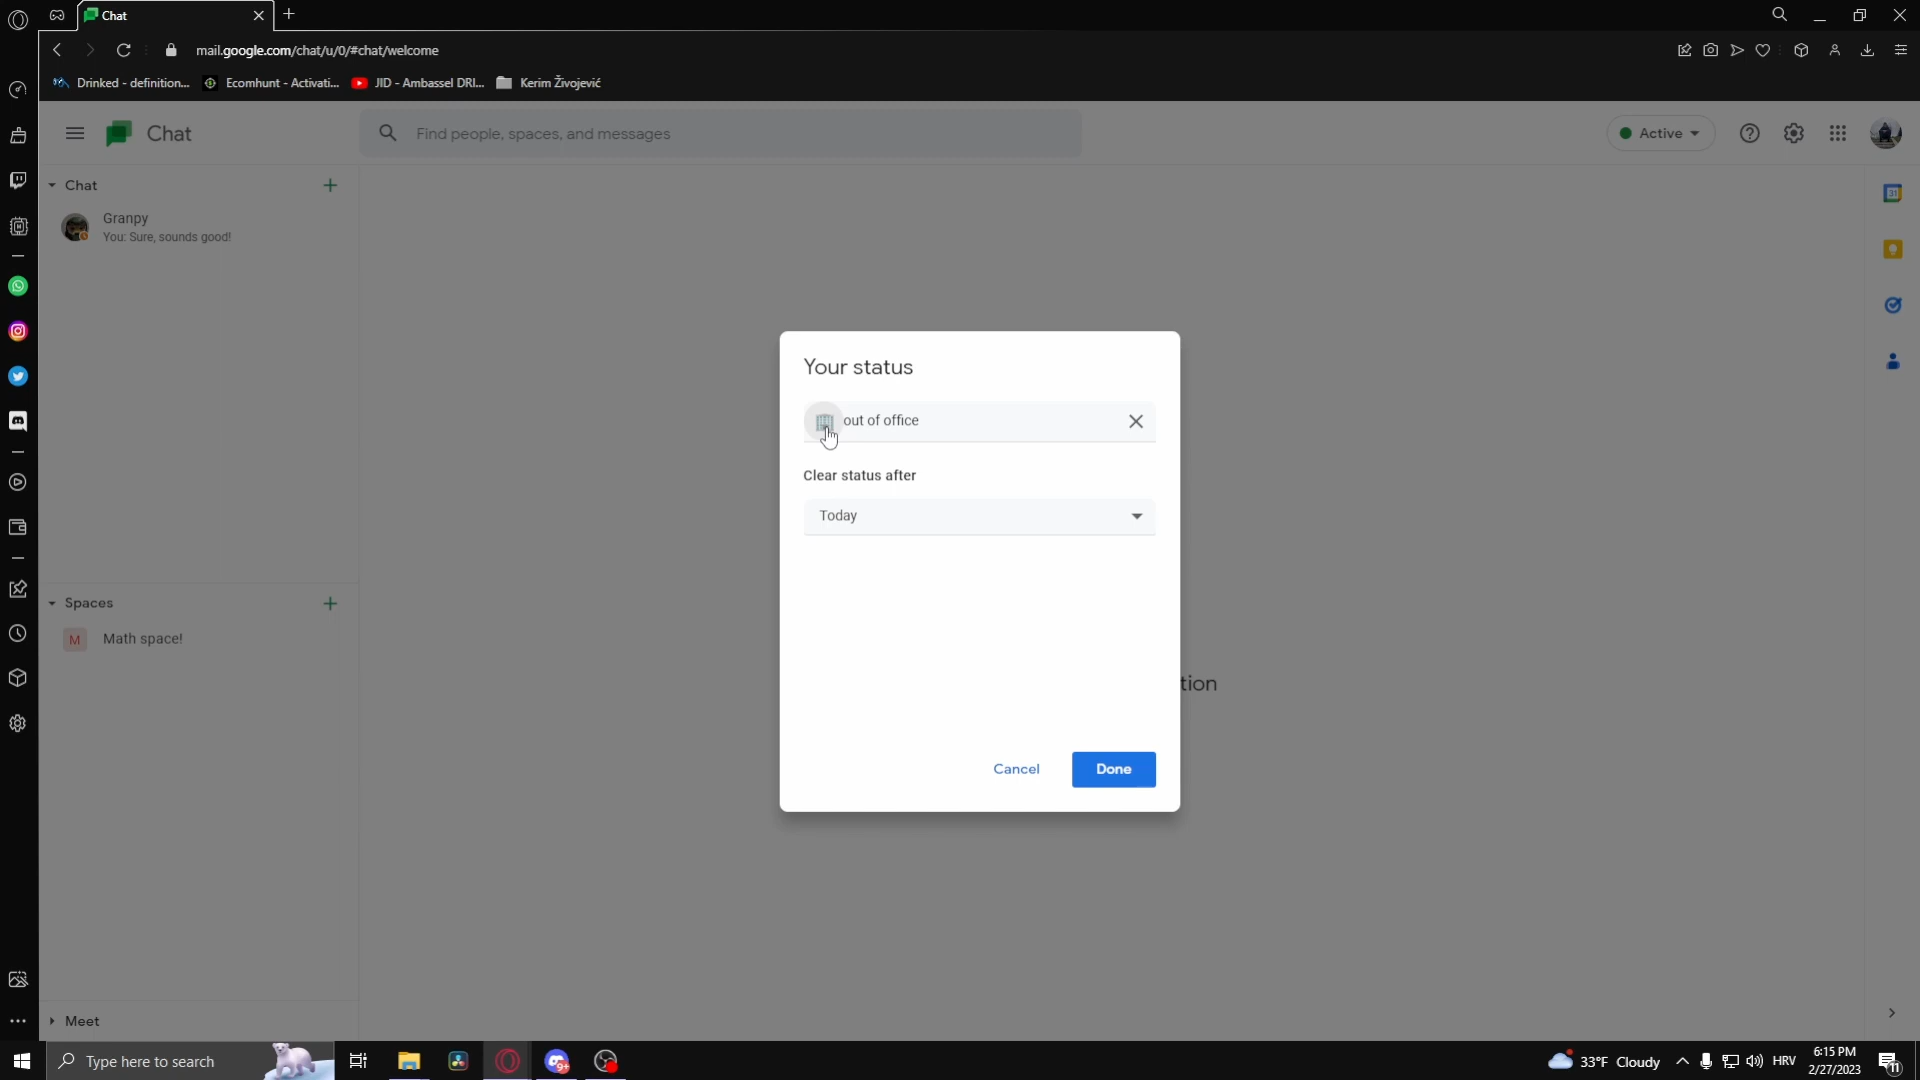 Chat
mail.google.com/chat/u/0/#chat/welcome
Drinked - definition... Ecomhunt - Activati... JID - Ambassel DRI... Kerim Živojević
Chat
Find people, spaces, and messages
Active
Chat
Granpy
You: Sure, sounds good!
Your status
out of office
Clear status after
Today
Spaces
M Math space!
tion
Cancel
Done
Meet
Type here to search
33°F Cloudy
HRV
6:15 PM
2/27/2023
11
9+
31